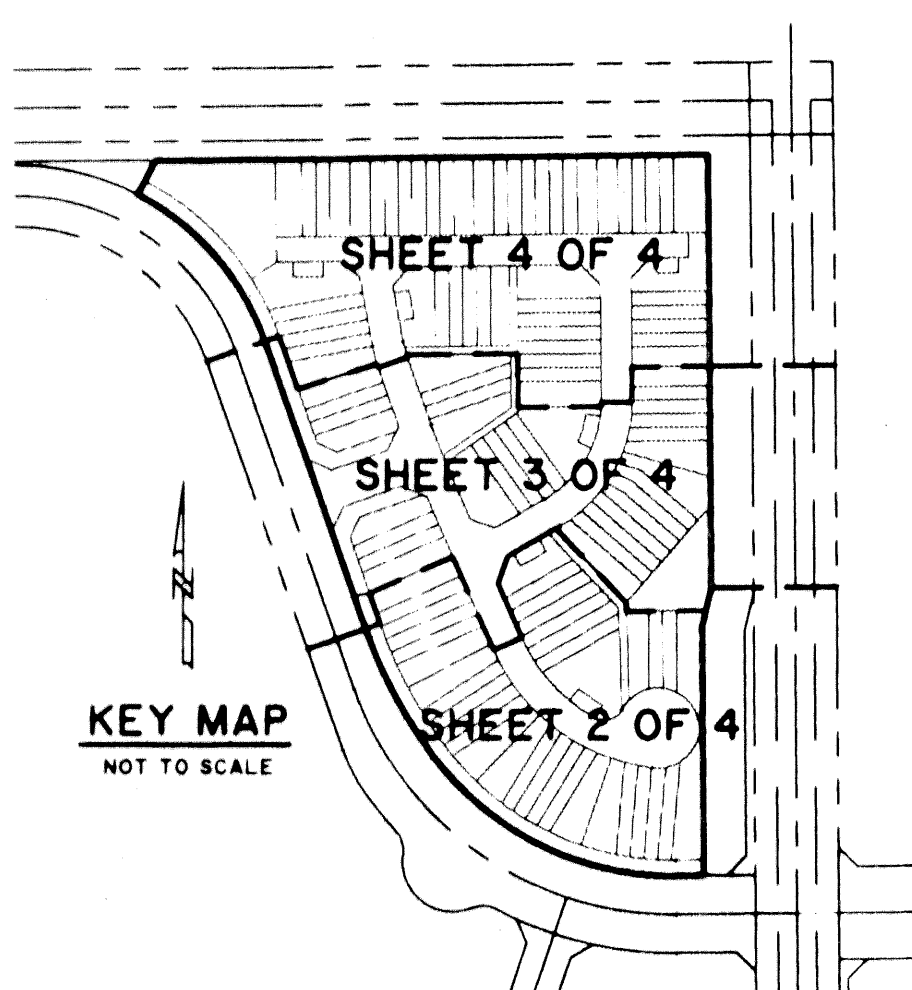 SHEET 4 OF 4
SHEET 3 OF 4
N
KEY MAP
SHEET 2 OF 4
NOT TO SCALE